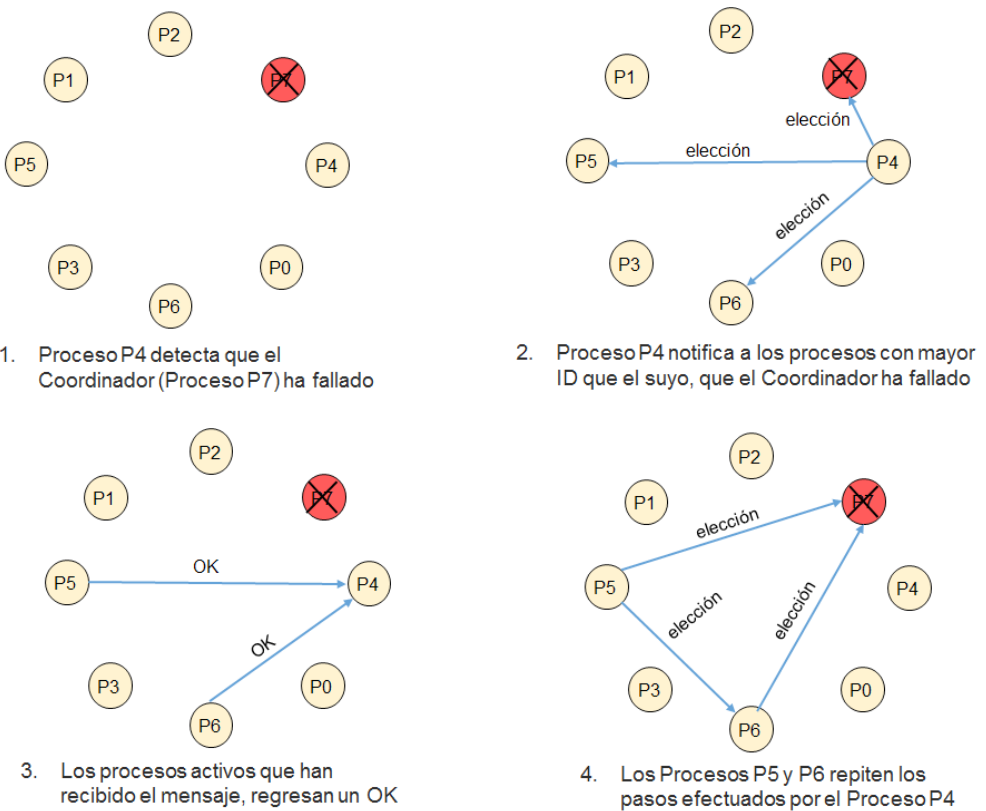 P2
P7
P1
P5
P4
P3
P0
P6
1. Proceso P4 detecta que el
Coordinador (Proceso P7) ha fallado
P2
P7
P1
elección
elección
P5
P4
elección
P3
P0
P6
2. Proceso P4 notifica a los procesos con mayor
ID que el suyo, que el Coordinador ha fallado
P2
P7
P1
OK
P5
P4
OK
P3
P0
P6
3. Los procesos activos que han
recibido el mensaje, regresan un OK
P2
P7
P1
elección
P5
P4
elección
elección
P3
P0
P6
4. Los Procesos P5 y P6 repiten los
pasos efectuados por el Proceso P4